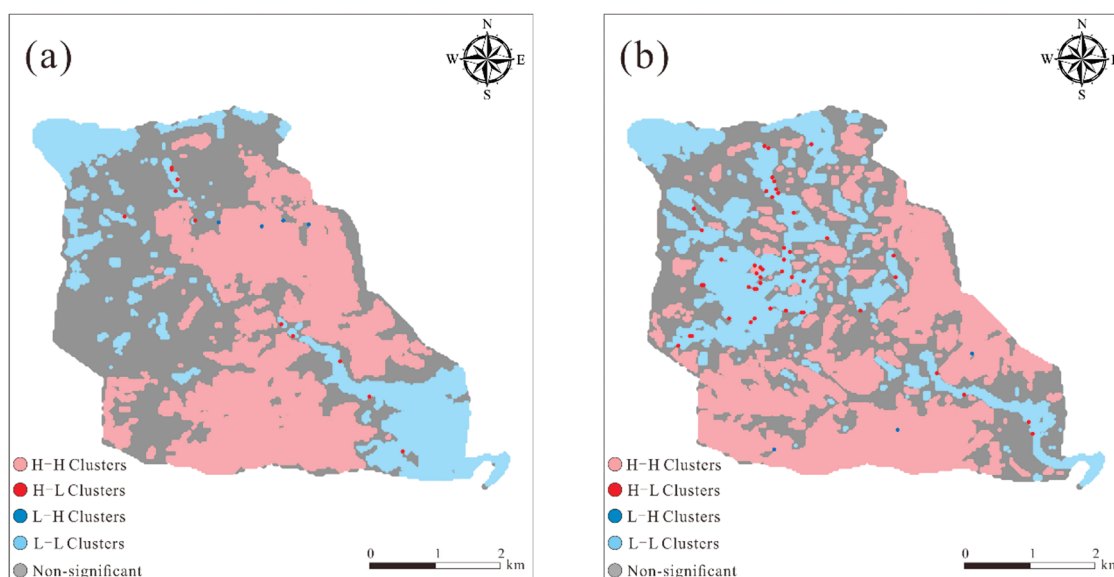 (a)
N
W E
S
H-H Clusters
H-L Clusters
L-H Clusters
L-L Clusters
Non-significant
0 1 2
km
(b)
N
W E
S
H-H Clusters
H-L Clusters
L-H Clusters
L-L Clusters
Non-significant
0 1 2
km